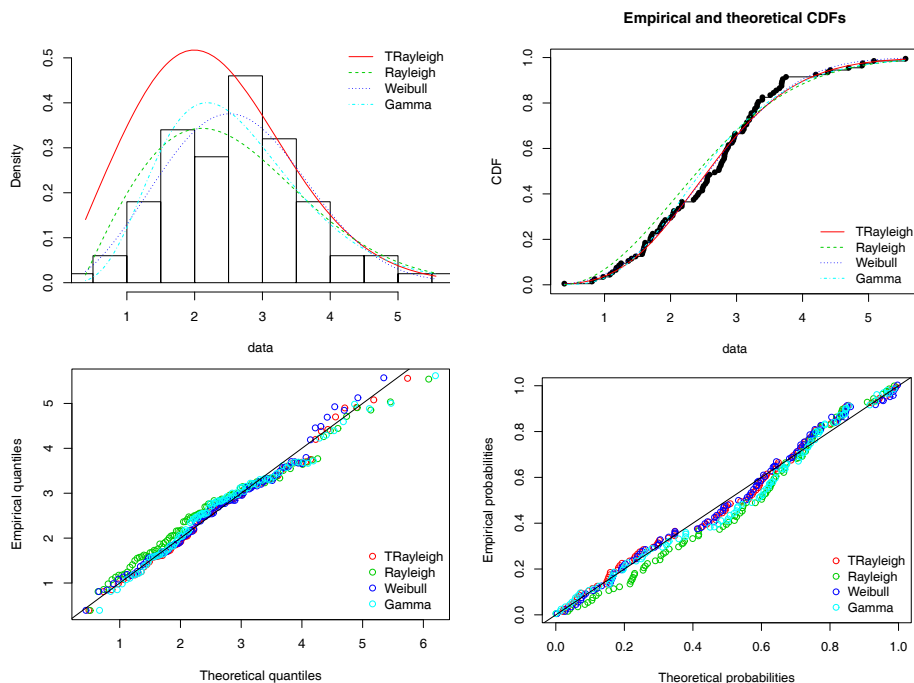 Density
0.0 0.1 0.2 0.3 0.4 0.5
TRayleigh
Rayleigh
Weibull
Gamma
1 2 3 4 5
data
Empirical and theoretical CDFs
CDF
0.0 0.2 0.4 0.6 0.8 1.0
TRayleigh
Rayleigh
Weibull
Gamma
1 2 3 4 5
data
Empirical quantiles
1 2 3 4 5
TRayleigh
Rayleigh
Weibull
Gamma
1 2 3 4 5 6
Theoretical quantiles
Empirical probabilities
0.0 0.2 0.4 0.6 0.8 1.0
TRayleigh
Rayleigh
Weibull
Gamma
0.0 0.2 0.4 0.6 0.8 1.0
Theoretical probabilities